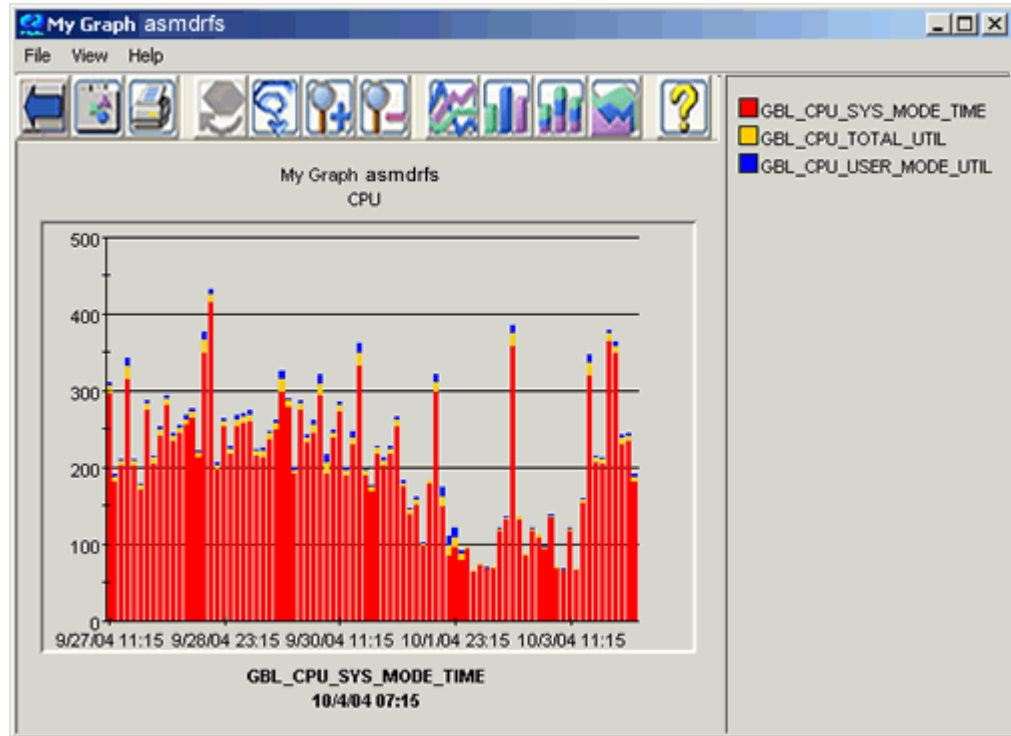 My Graph asmdrfs
File View Help
GBL_CPU_SYS_MODE_TIME
GBL_CPU_TOTAL_UTIL
GBL_CPU_USER_MODE_UTIL
My Graph asmdrfs
CPU
500
400
300
200
100
0
9/27/04 11:15 9/28/04 23:15 9/30/04 11:15 10/1/04 23:15 10/3/04 11:15
GBL_CPU_SYS_MODE_TIME
10/4/04 07:15